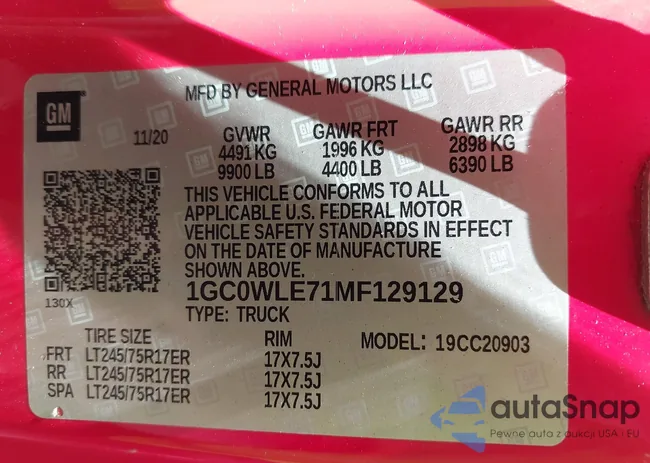 MFD BY GENERAL MOTORS LLC
GM
11/20
GVWR GAWR FRT GAWR RR
4491 KG 1996 KG 2898 KG
9900 LB 4400 LB 6390 LB
THIS VEHICLE CONFORMS TO ALL
APPLICABLE U.S. FEDERAL MOTOR
VEHICLE SAFETY STANDARDS IN EFFECT
ON THE DATE OF MANUFACTURE
SHOWN ABOVE.
130X
1GC0WLE71MF129129
TYPE: TRUCK
TIRE SIZE RIM MODEL: 19CC20903
FRT LT245/75R17ER 17X7.5J
RR LT245/75R17ER 17X7.5J
SPA LT245/75R17ER 17X7.5J
autaSnap
Pewne auta z aukcji USA i EU